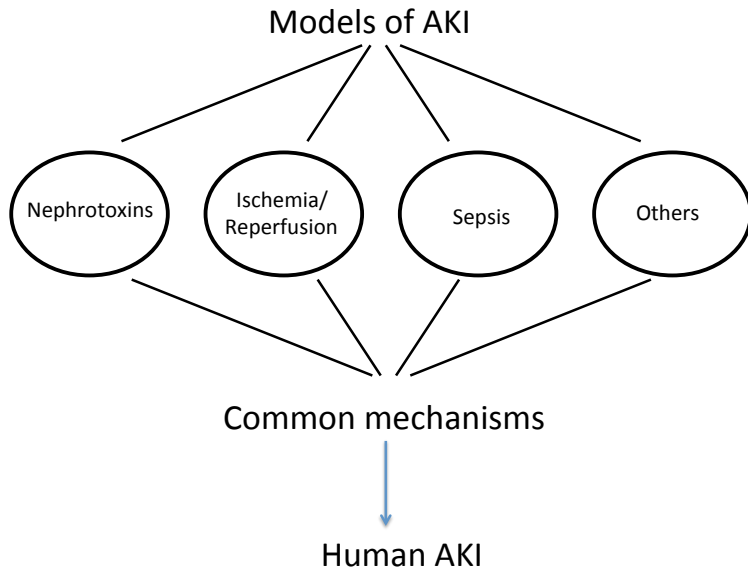 Models of AKI
Nephrotoxins
Ischemia/
Reperfusion
Sepsis
Others
Common mechanisms
Human AKI